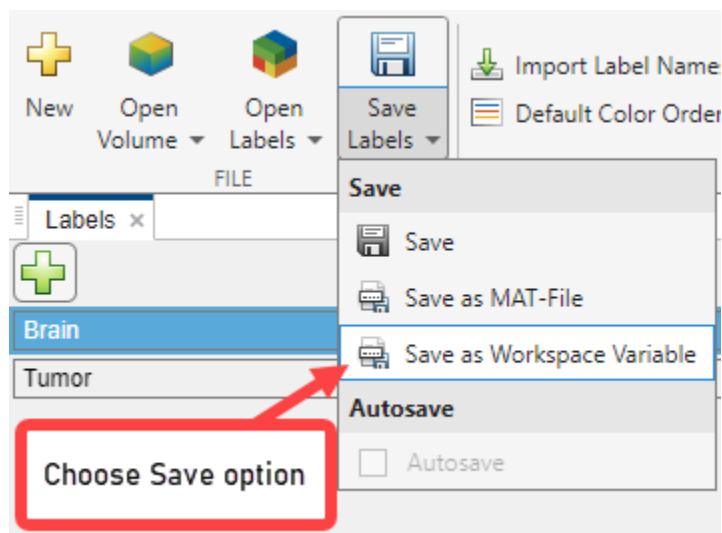 New
Open
Volume
Open
Labels
Save
Labels
Import Label Name
Default Color Order
FILE
Labels ×
Save
Save
Save as MAT-File
Save as Workspace Variable
Autosave
Autosave
Brain
Tumor
Choose Save option